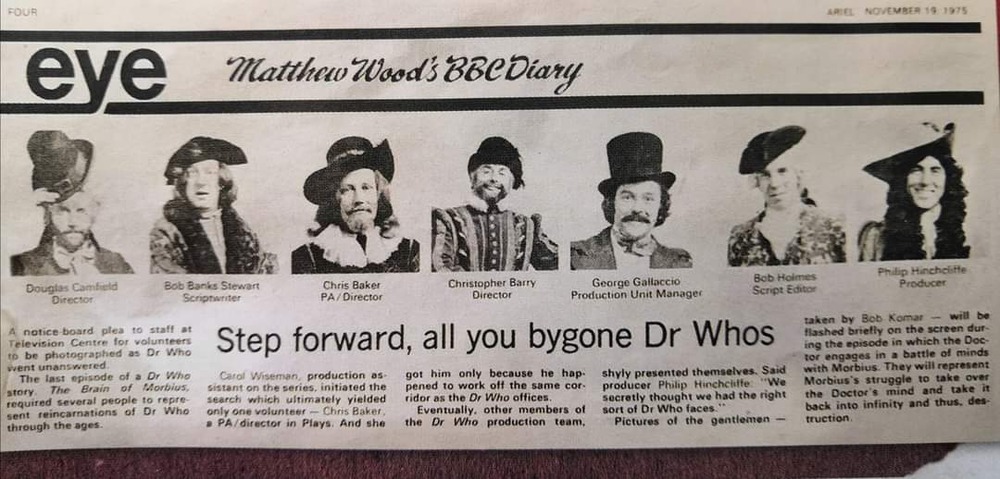 FOUR
ARIEL NOVEMBER 19, 1975
eye
Matthew Wood's BBC Diary
Douglas Camfield
Director
Bob Banks Stewart
Scriptwriter
Chris Baker
PA/Director
Christopher Barry
Director
George Gallaccio
Production Unit Manager
Bob Holmes
Script Editor
Philip Hinchcliffe
Producer
Step forward, all you bygone Dr Whos
A notice-board plea to staff at
Television Centre for volunteers
to be photographed as Dr Who
went unanswered.
The last episode of a Dr Who
story, The Brain of Morbius,
required several people to repre-
sent reincarnations of Dr Who
through the ages.
Carol Wiseman, production as-
sistant on the series, initiated the
search which ultimately yielded
only one volunteer — Chris Baker,
a PA/director in Plays. And she
got him only because he hap-
pened to work off the same cor-
ridor as the Dr Who offices.
Eventually, other members of
the Dr Who production team,
shyly presented themselves. Said
producer Philip Hinchcliffe: "We
secretly thought we had the right
sort of Dr Who faces."
Pictures of the gentlemen —
taken by Bob Komar — will be
flashed briefly on the screen dur-
ing the episode in which the Doc-
tor engages in a battle of minds
with Morbius. They will represent
Morbius's struggle to take over
the Doctor's mind and take it
back into infinity and thus, des-
truction.